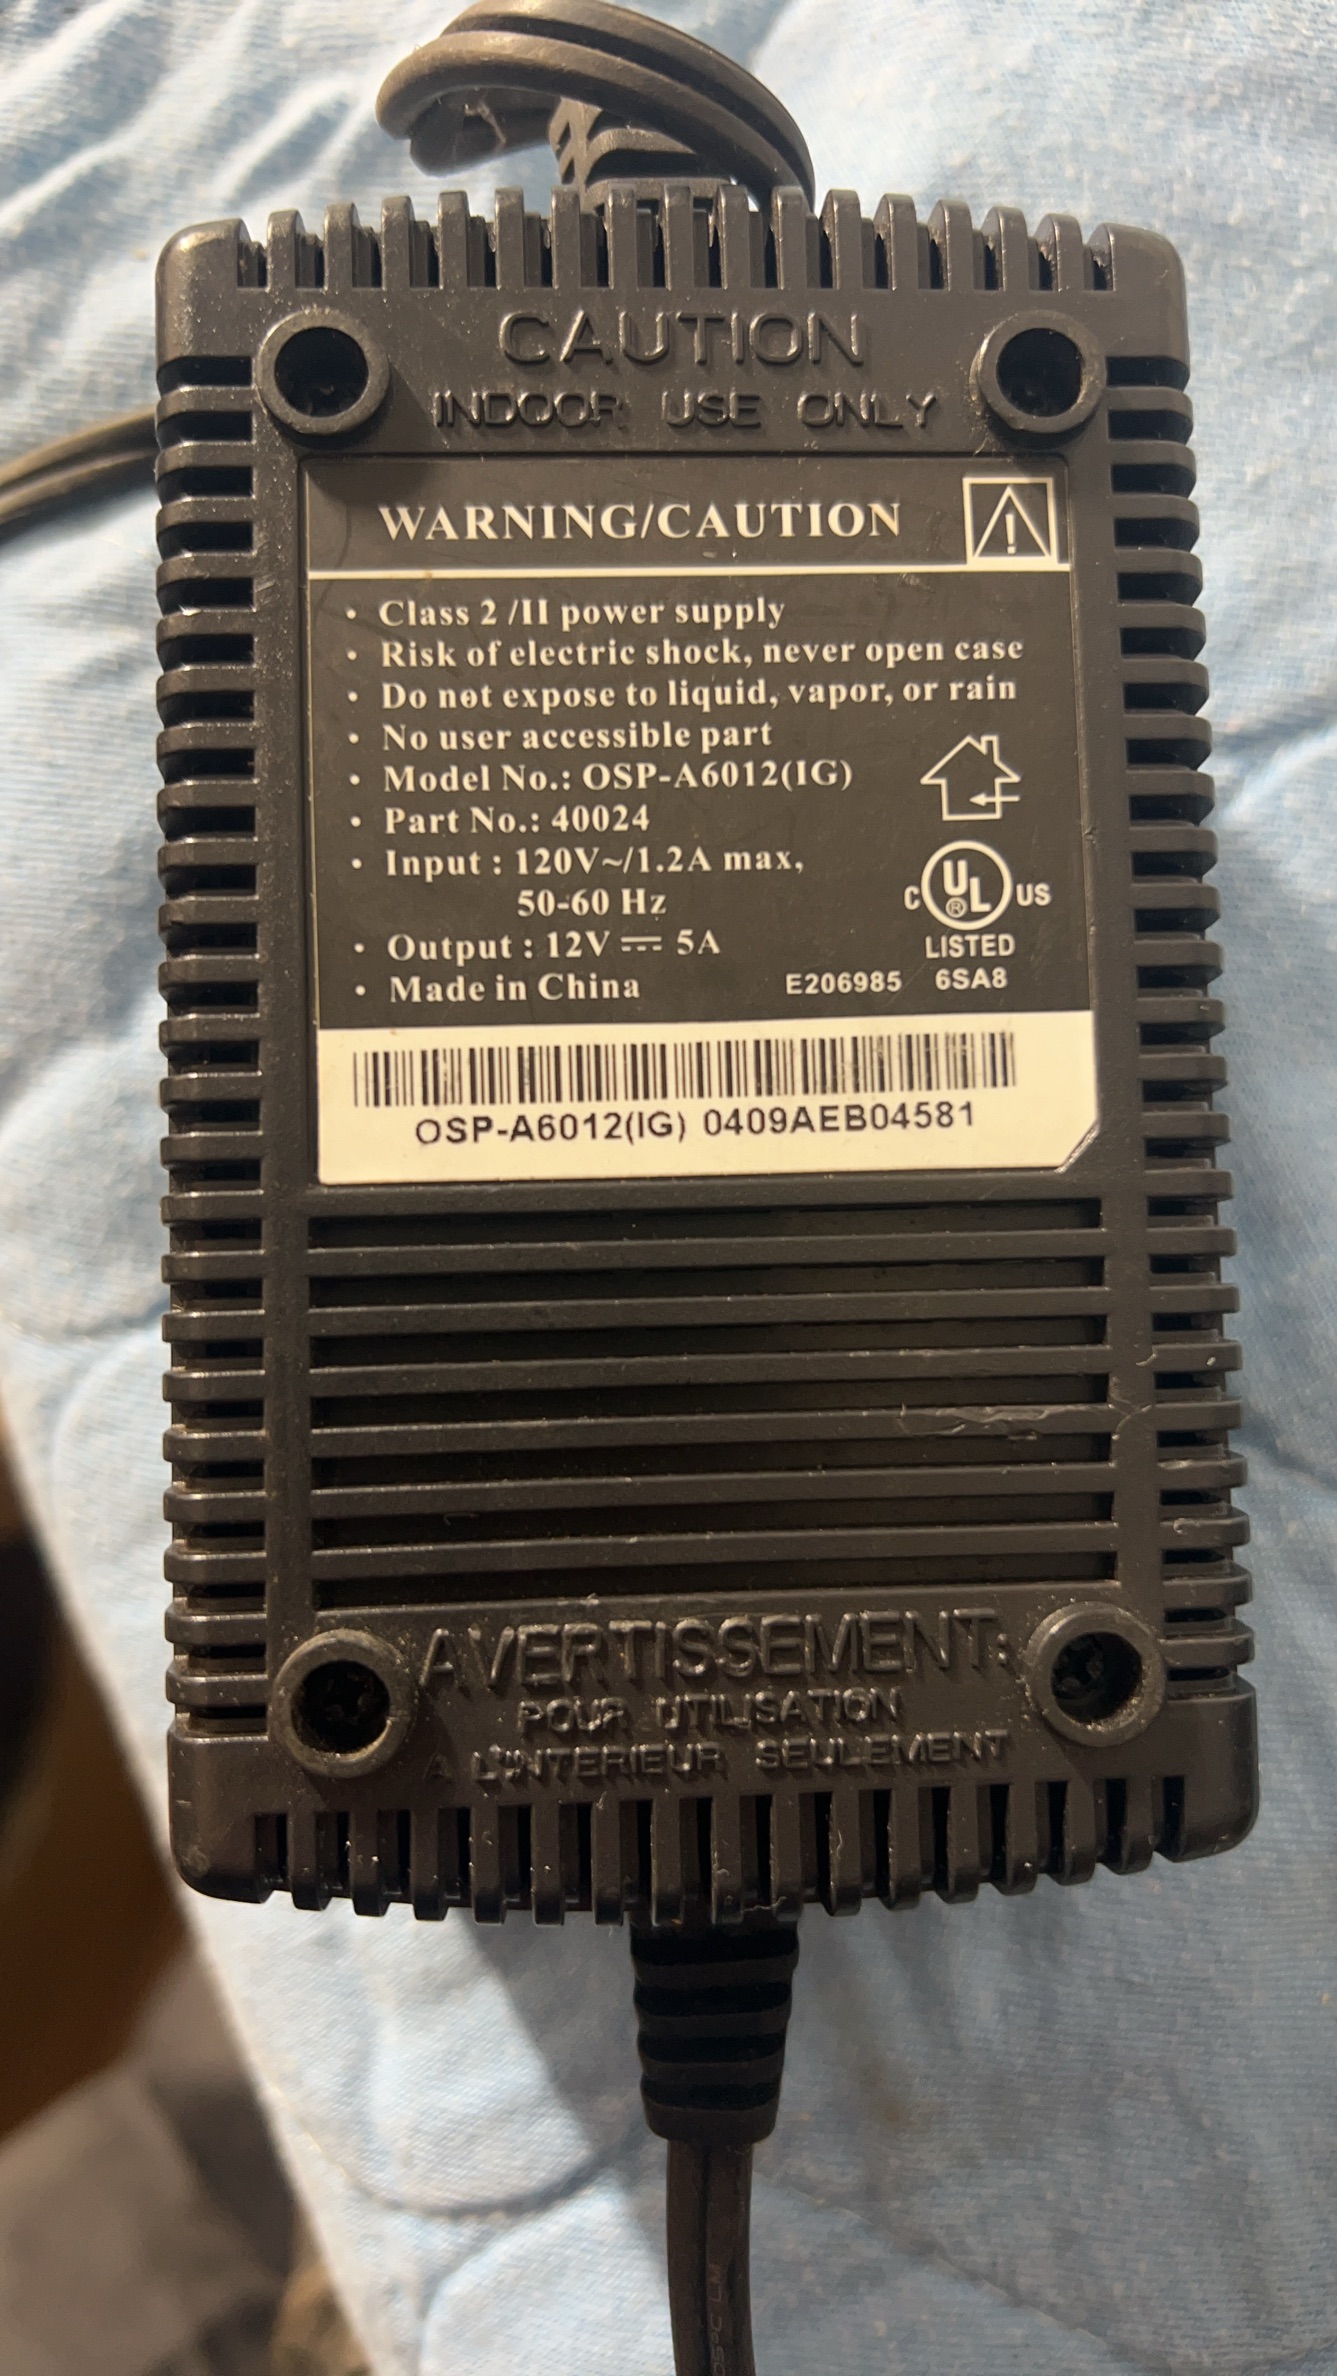 CAUTION
INDOOR USE ONLY
WARNING/CAUTION
• Class 2 /II power supply
• Risk of electric shock, never open case
• Do not expose to liquid, vapor, or rain
• No user accessible part
• Model No.: OSP-A6012(IG)
• Part No.: 40024
• Input : 120V~/1.2A max,
50-60 Hz
• Output : 12V ⎓ 5A
• Made in China
C UL ® US
LISTED
E206985 6SA8
OSP-A6012(IG) 0409AEB04581
AVERTISSEMENT:
POUR UTILISATION
A L'INTERIEUR SEULEMENT